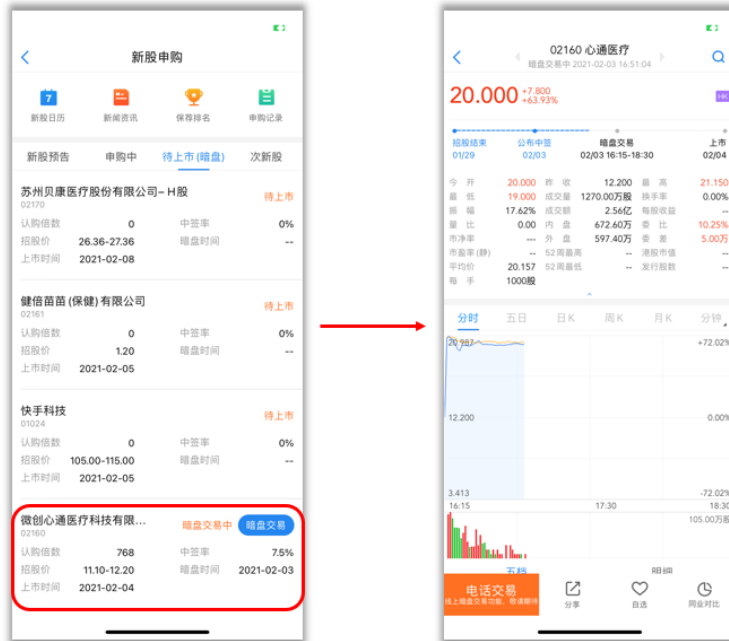 新股申购
7
新股日历 新闻资讯 保荐排名 申购记录
新股预告 申购中 待上市(暗盘) 次新股
苏州贝康医疗股份有限公司- H股 待上市
02170
认购倍数 0 中签率 0%
招股价 26.36-27.36 暗盘时间 --
上市时间 2021-02-08
健倍苗苗(保健)有限公司 待上市
02161
认购倍数 0 中签率 0%
招股价 1.20 暗盘时间 --
上市时间 2021-02-05
快手科技 待上市
01024
认购倍数 0 中签率 0%
招股价 105.00-115.00 暗盘时间 --
上市时间 2021-02-05
微创心通医疗科技有限... 暗盘交易中 暗盘交易
02160
认购倍数 768 中签率 7.5%
招股价 11.10-12.20 暗盘时间 2021-02-03
上市时间 2021-02-04
02160 心通医疗
暗盘交易中 2021-02-03 16:51:04
20.000 +7.800
+63.93%
HK
招股结束 公布中签 暗盘交易 上市
01/29 02/03 02/03 16:15-18:30 02/04
今开 20.000 昨收 12.200 最高 21.150
最低 19.000 成交量 1270.00万股 换手率 0.00%
振幅 17.62% 成交额 2.56亿 每股收益 --
量比 0.00 内盘 672.60万 委比 10.25%
市净率 --- 外盘 597.40万 委差 5.00万
市盈率(静) -- 52周最高 -- 港股市值 --
平均价 20.157 52周最低 -- 发行股数 --
每手 1000股
分时 五日 日K 周K 月K 分钟
20.987 +72.02%
12.200 0.00%
3.413 -72.02%
16:15 17:30 18:30
105.00万股
五档 明细
电话交易
线上暗盘交易功能，敬请期待
分享 自选 同业对比